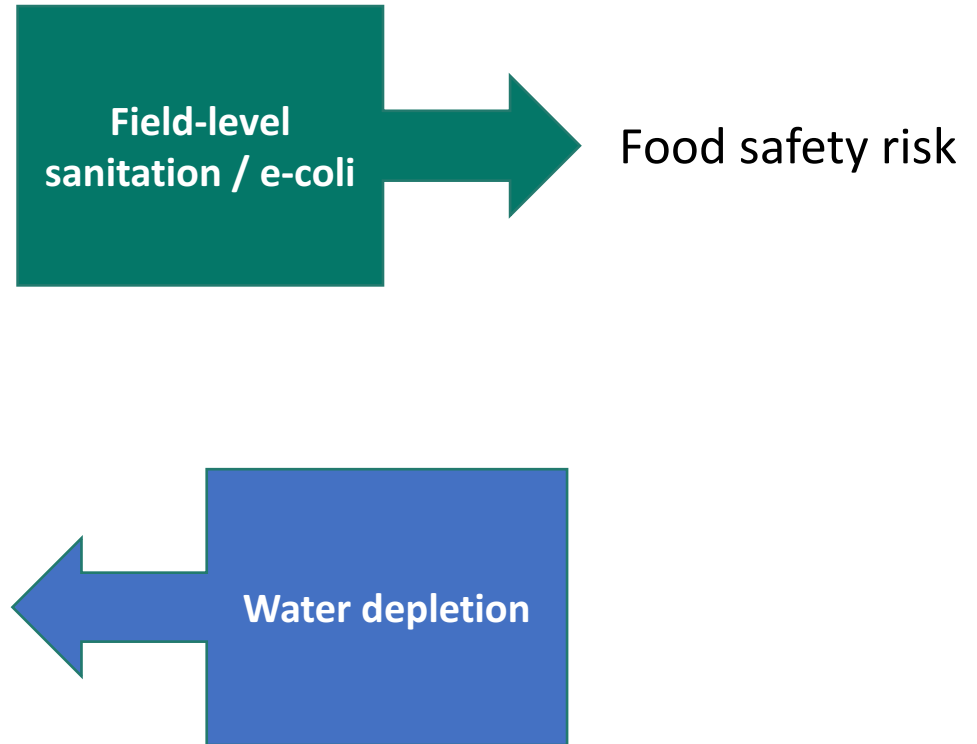 Field-level
sanitation / e-coli
Food safety risk
Water depletion